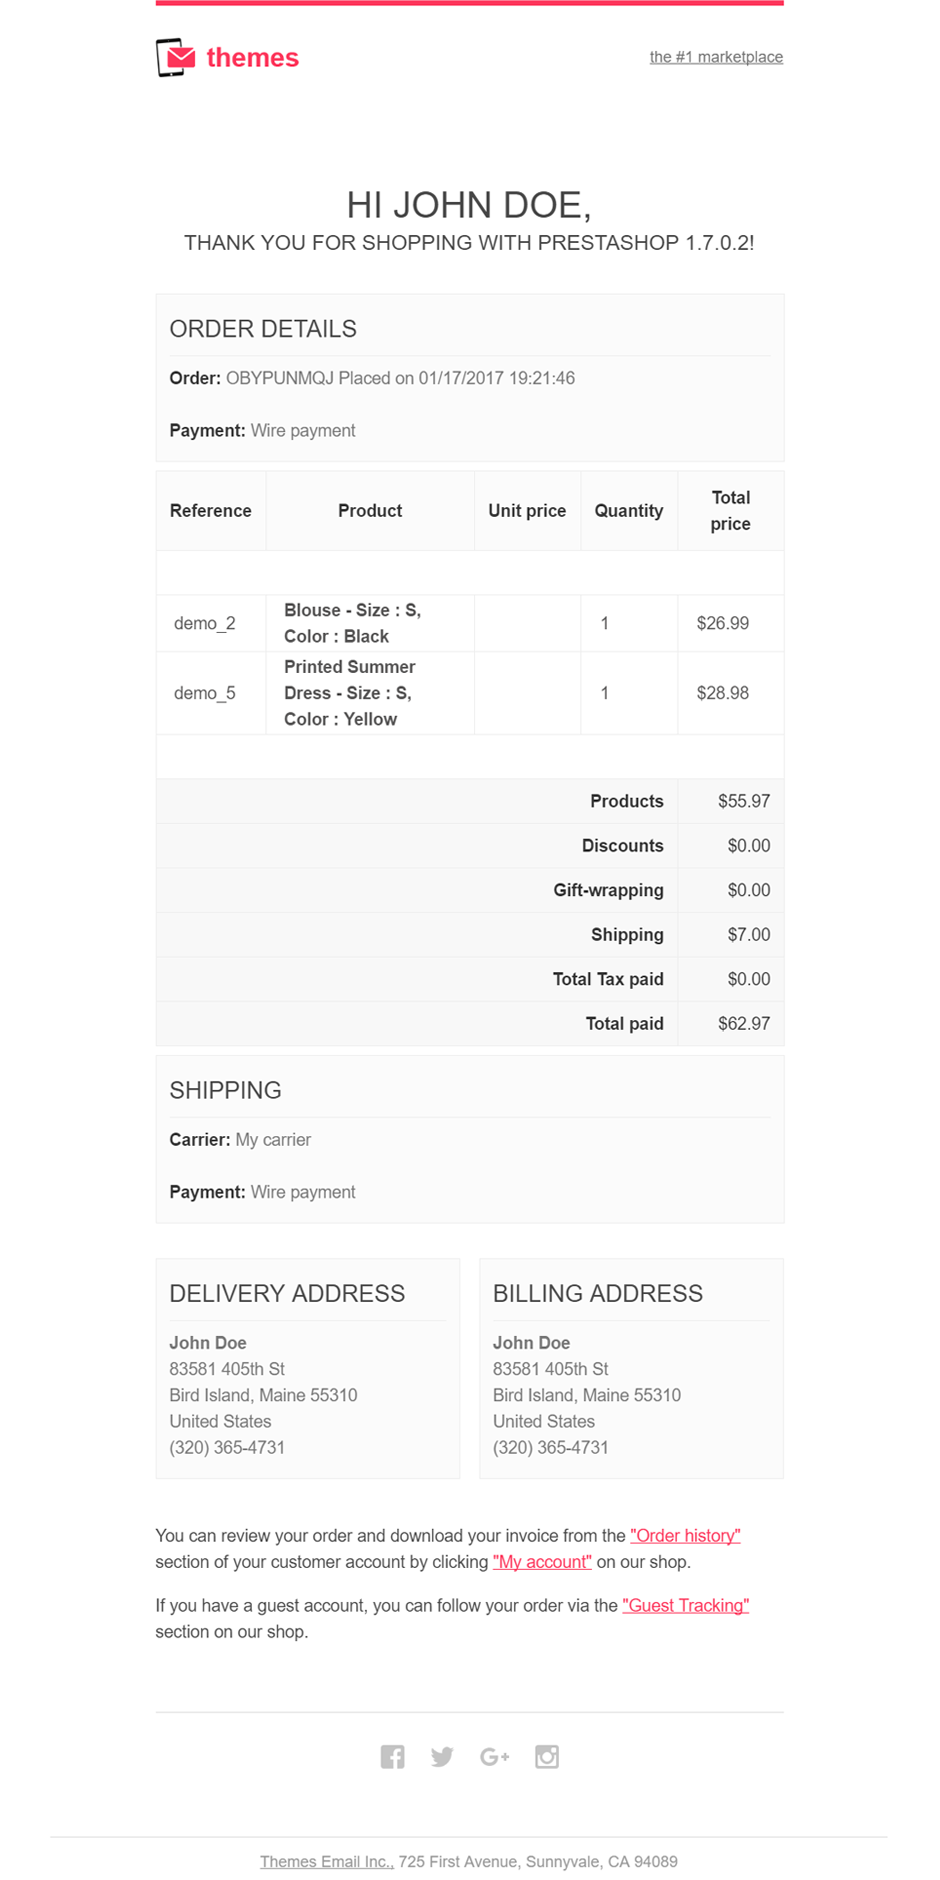 themes
the #1 marketplace
HI JOHN DOE,
THANK YOU FOR SHOPPING WITH PRESTASHOP 1.7.0.2!
ORDER DETAILS
Order: OBYPUNMQJ Placed on 01/17/2017 19:21:46
Payment: Wire payment
Reference Product Unit price Quantity Total price
demo_2 Blouse - Size : S, Color : Black 1 $26.99
demo_5 Printed Summer Dress - Size : S, Color : Yellow 1 $28.98
Products $55.97
Discounts $0.00
Gift-wrapping $0.00
Shipping $7.00
Total Tax paid $0.00
Total paid $62.97
SHIPPING
Carrier: My carrier
Payment: Wire payment
DELIVERY ADDRESS
John Doe
83581 405th St
Bird Island, Maine 55310
United States
(320) 365-4731
BILLING ADDRESS
John Doe
83581 405th St
Bird Island, Maine 55310
United States
(320) 365-4731
You can review your order and download your invoice from the "Order history"
section of your customer account by clicking "My account" on our shop.
If you have a guest account, you can follow your order via the "Guest Tracking"
section on our shop.
Themes Email Inc., 725 First Avenue, Sunnyvale, CA 94089